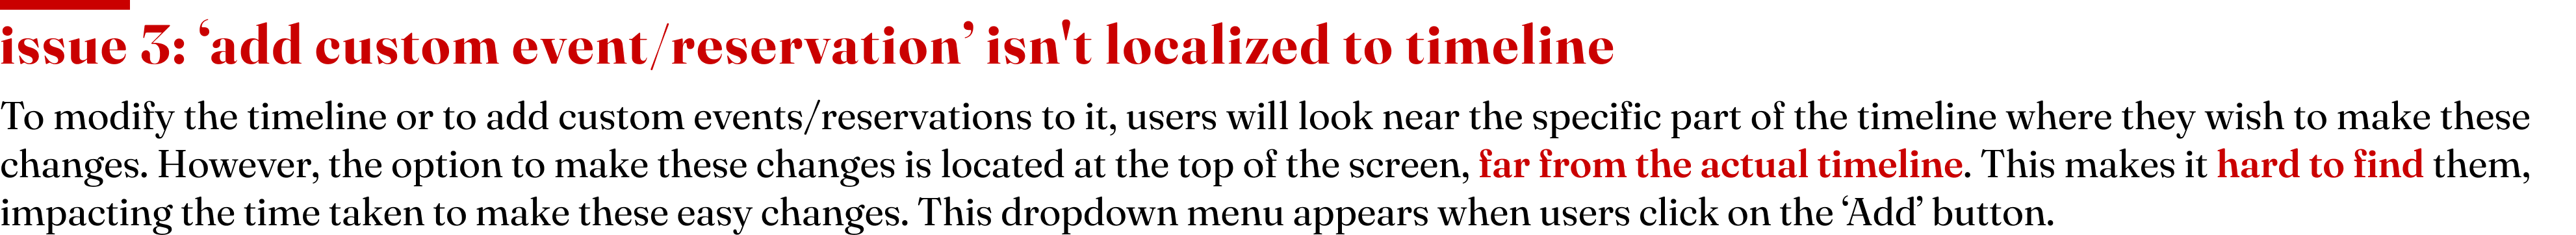 issue 3: ‘add custom event/reservation’ isn't localized to timeline
To modify the timeline or to add custom events/reservations to it, users will look near the specific part of the timeline where they wish to make these
changes. However, the option to make these changes is located at the top of the screen, far from the actual timeline. This makes it hard to find them,
impacting the time taken to make these easy changes. This dropdown menu appears when users click on the ‘Add’ button.